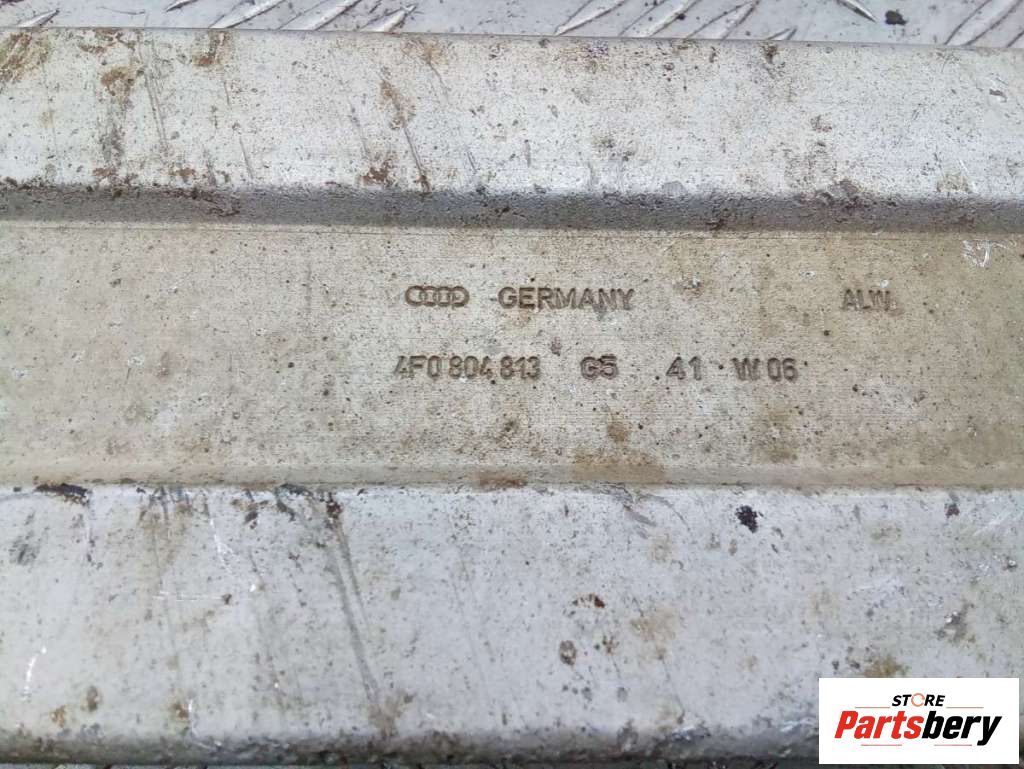 GERMANY ALW.
4F0 804 813 G5 41 W 06
STORE
Partsbery